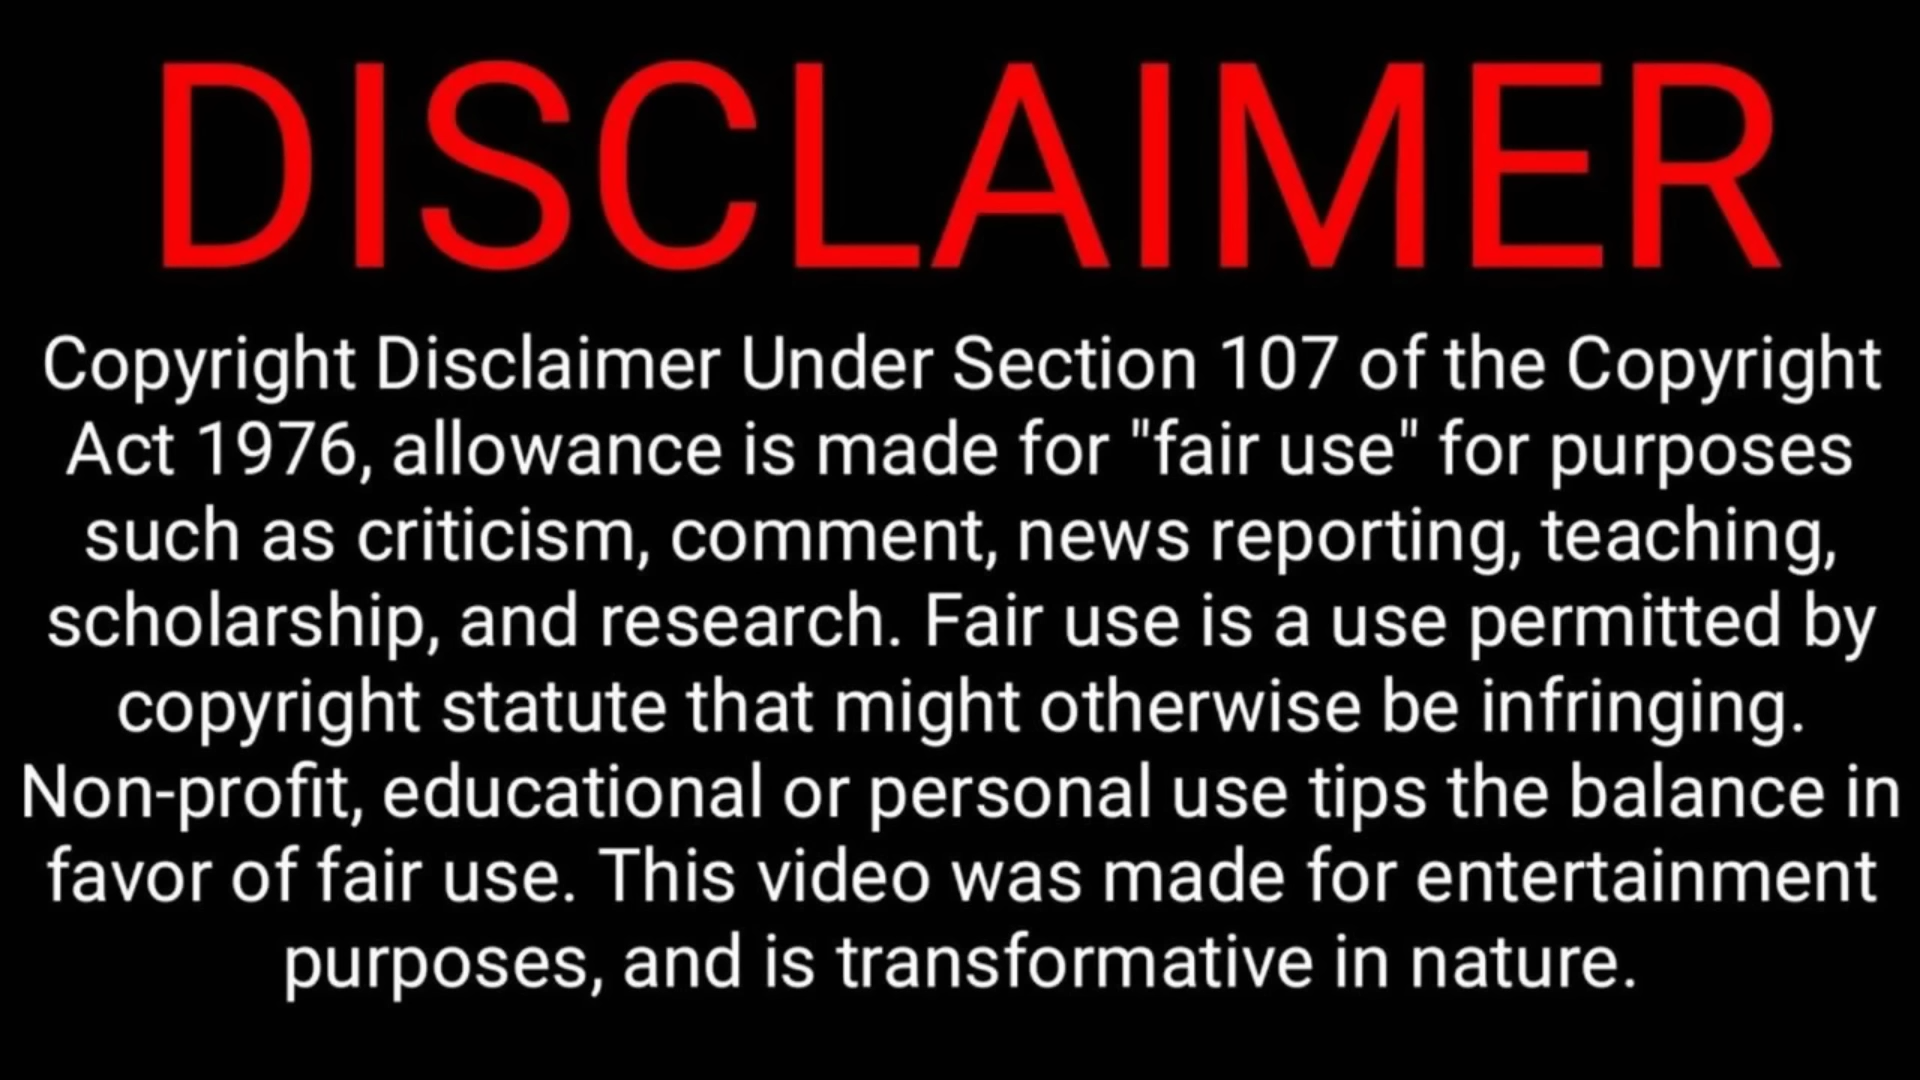 DISCLAIMER
Copyright Disclaimer Under Section 107 of the Copyright
Act 1976, allowance is made for "fair use" for purposes
such as criticism, comment, news reporting, teaching,
scholarship, and research. Fair use is a use permitted by
copyright statute that might otherwise be infringing.
Non-profit, educational or personal use tips the balance in
favor of fair use. This video was made for entertainment
purposes, and is transformative in nature.